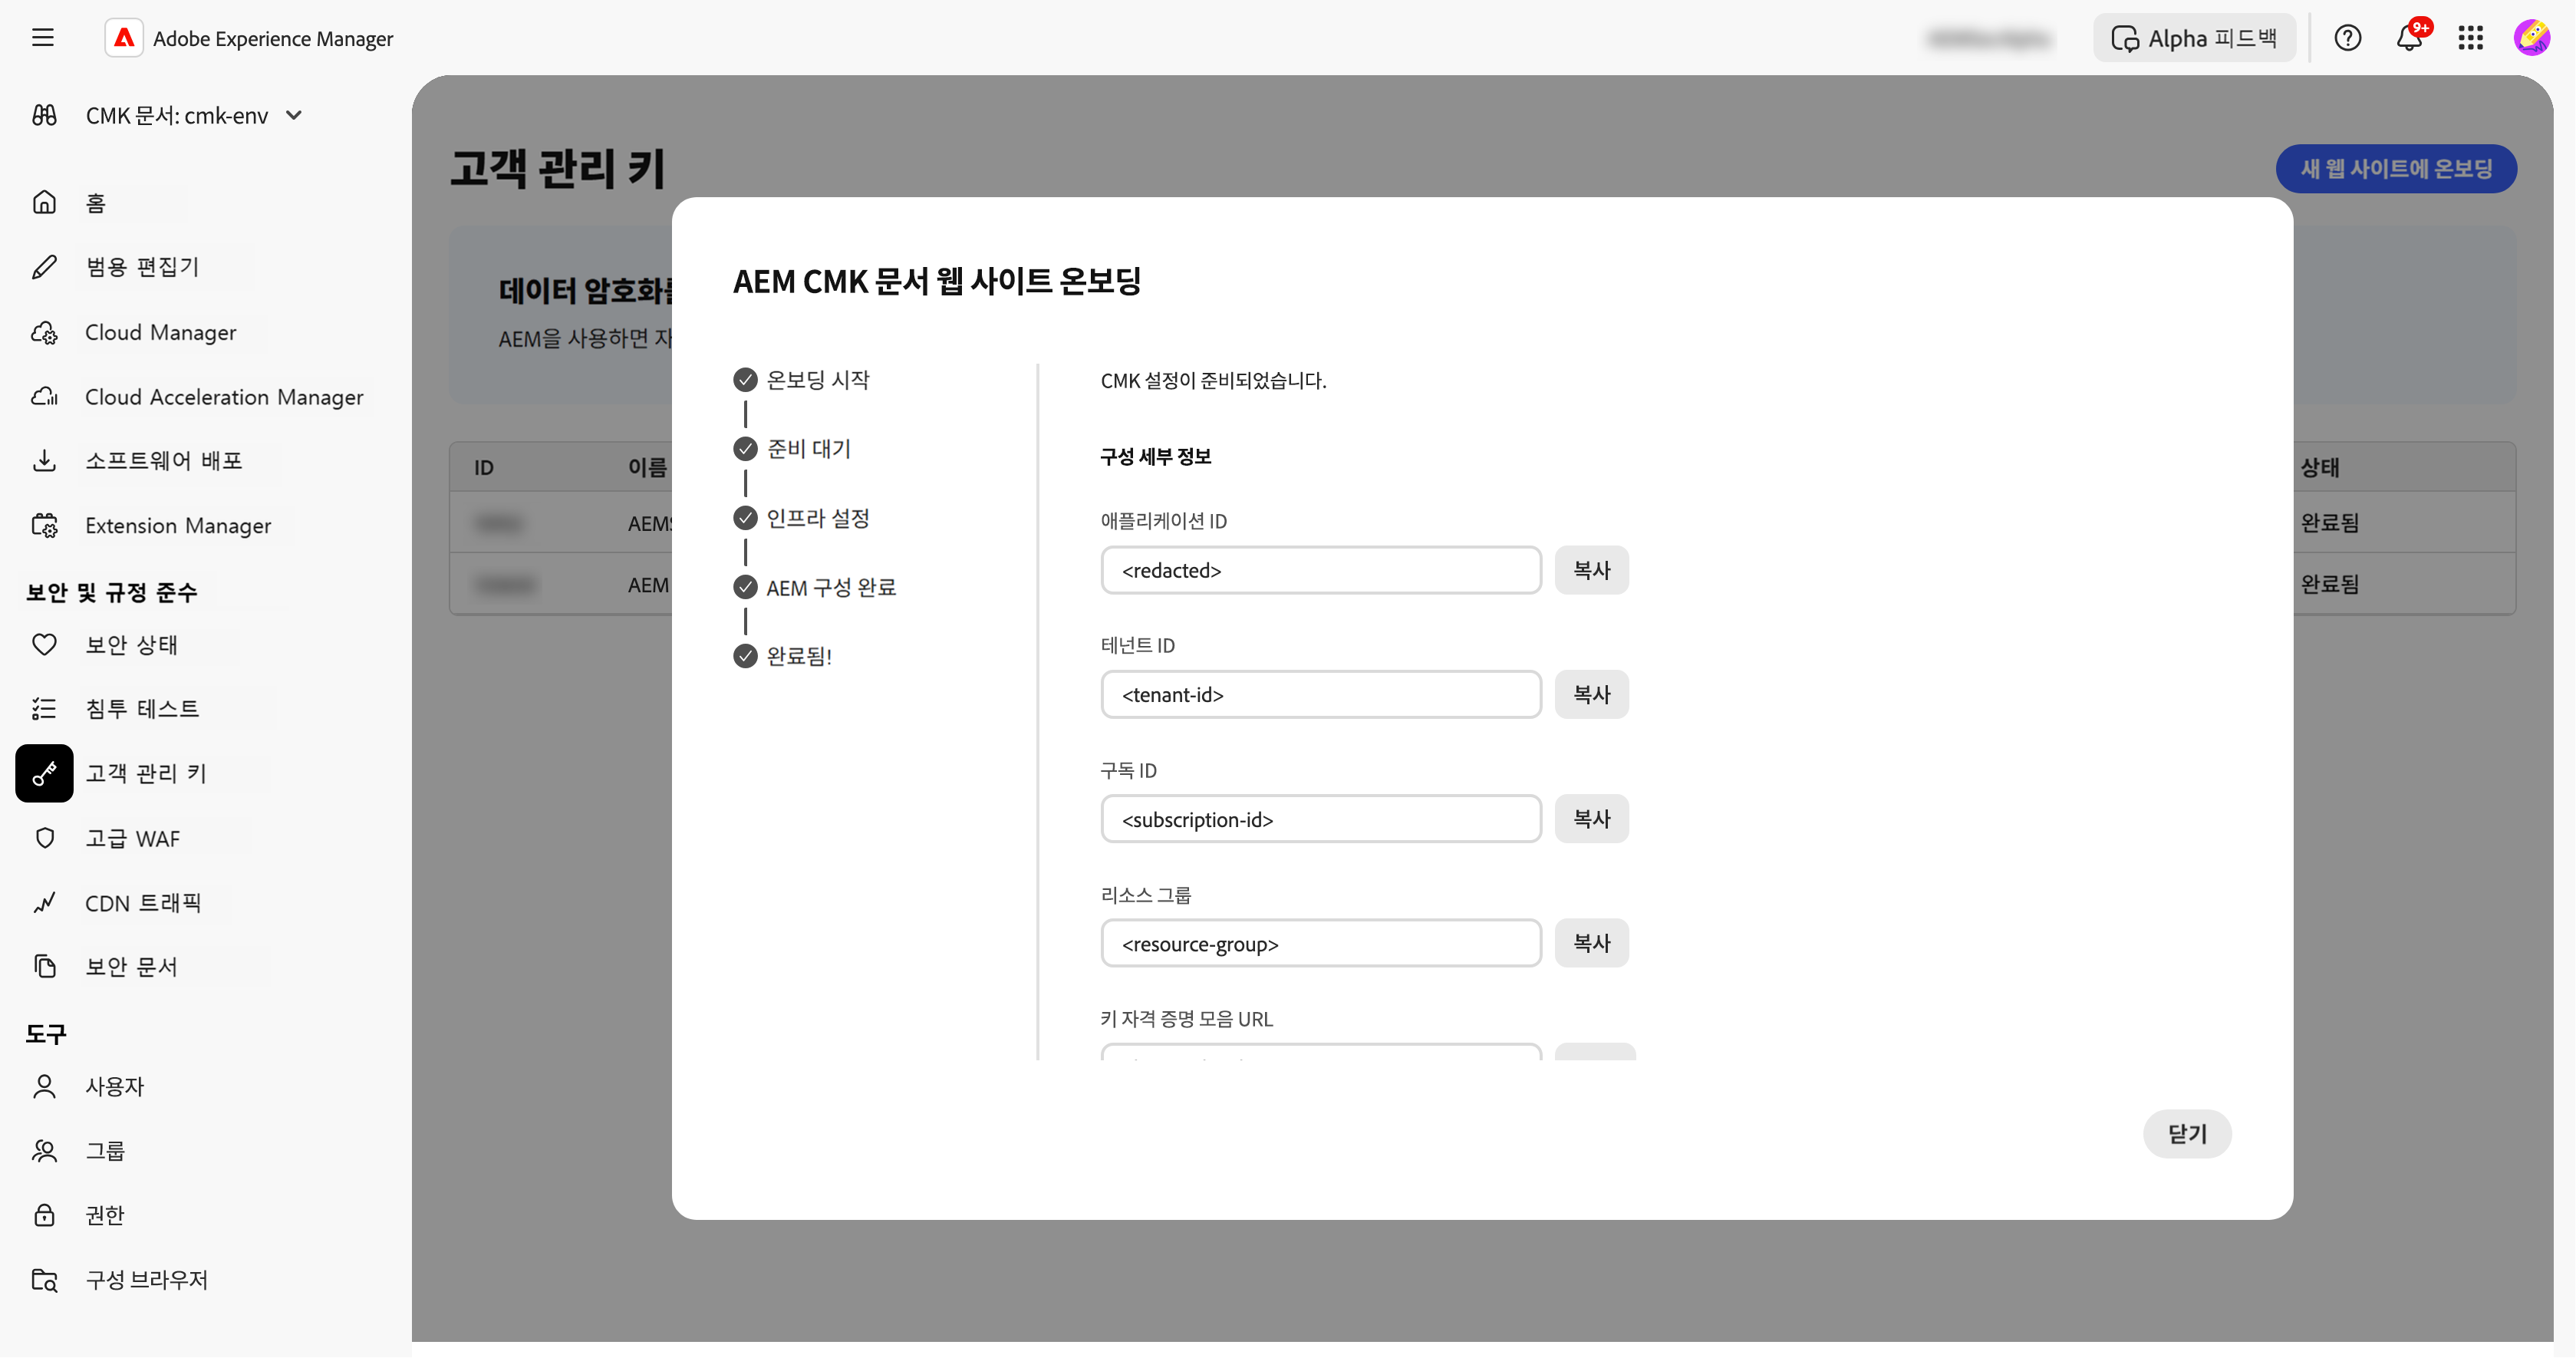 Adobe Experience Manager
Alpha 피드백
9+
CMK 문서: cmk-env
홈
범용 편집기
Cloud Manager
Cloud Acceleration Manager
소프트웨어 배포
Extension Manager
보안 및 규정 준수
보안 상태
침투 테스트
고객 관리 키
고급 WAF
CDN 트래픽
보안 문서
도구
사용자
그룹
권한
구성 브라우저
고객 관리 키
새 웹 사이트에 온보딩
데이터 암호화를
AEM을 사용하면
ID
이름
상태
완료됨
AEM
완료됨
AEM CMK 문서 웹 사이트 온보딩
온보딩 시작
준비 대기
인프라 설정
AEM 구성 완료
완료됨!
CMK 설정이 준비되었습니다.
구성 세부 정보
애플리케이션 ID
<redacted>
복사
테넌트 ID
<tenant-id>
복사
구독 ID
<subscription-id>
복사
리소스 그룹
<resource-group>
복사
키 자격 증명 모음 URL
닫기